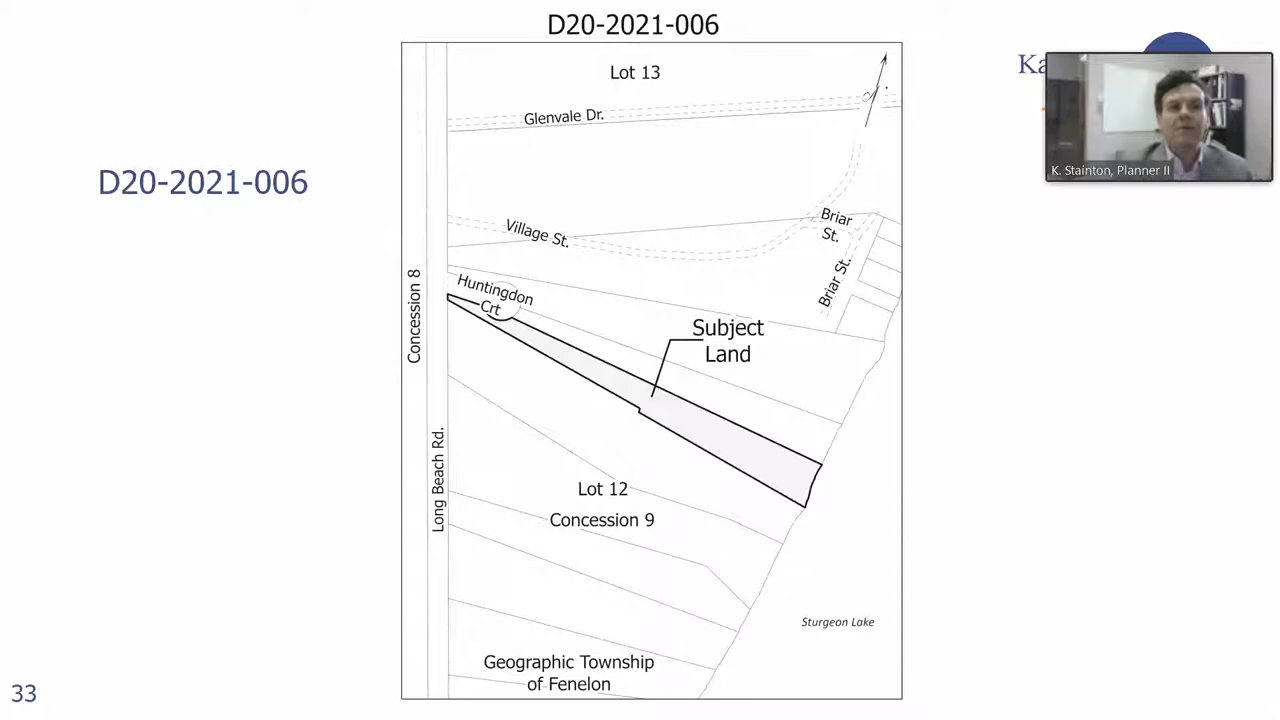 D20-2021-006
Lot 13
Ka
Glenvale Dr.
K. Stainton, Planner II
D20-2021-006
Briar
St.
Village St.
Briar St.
Concession 8
Huntingdon
Crt
Subject
Land
Long Beach Rd.
Lot 12
Concession 9
Sturgeon Lake
Geographic Township
of Fenelon
33